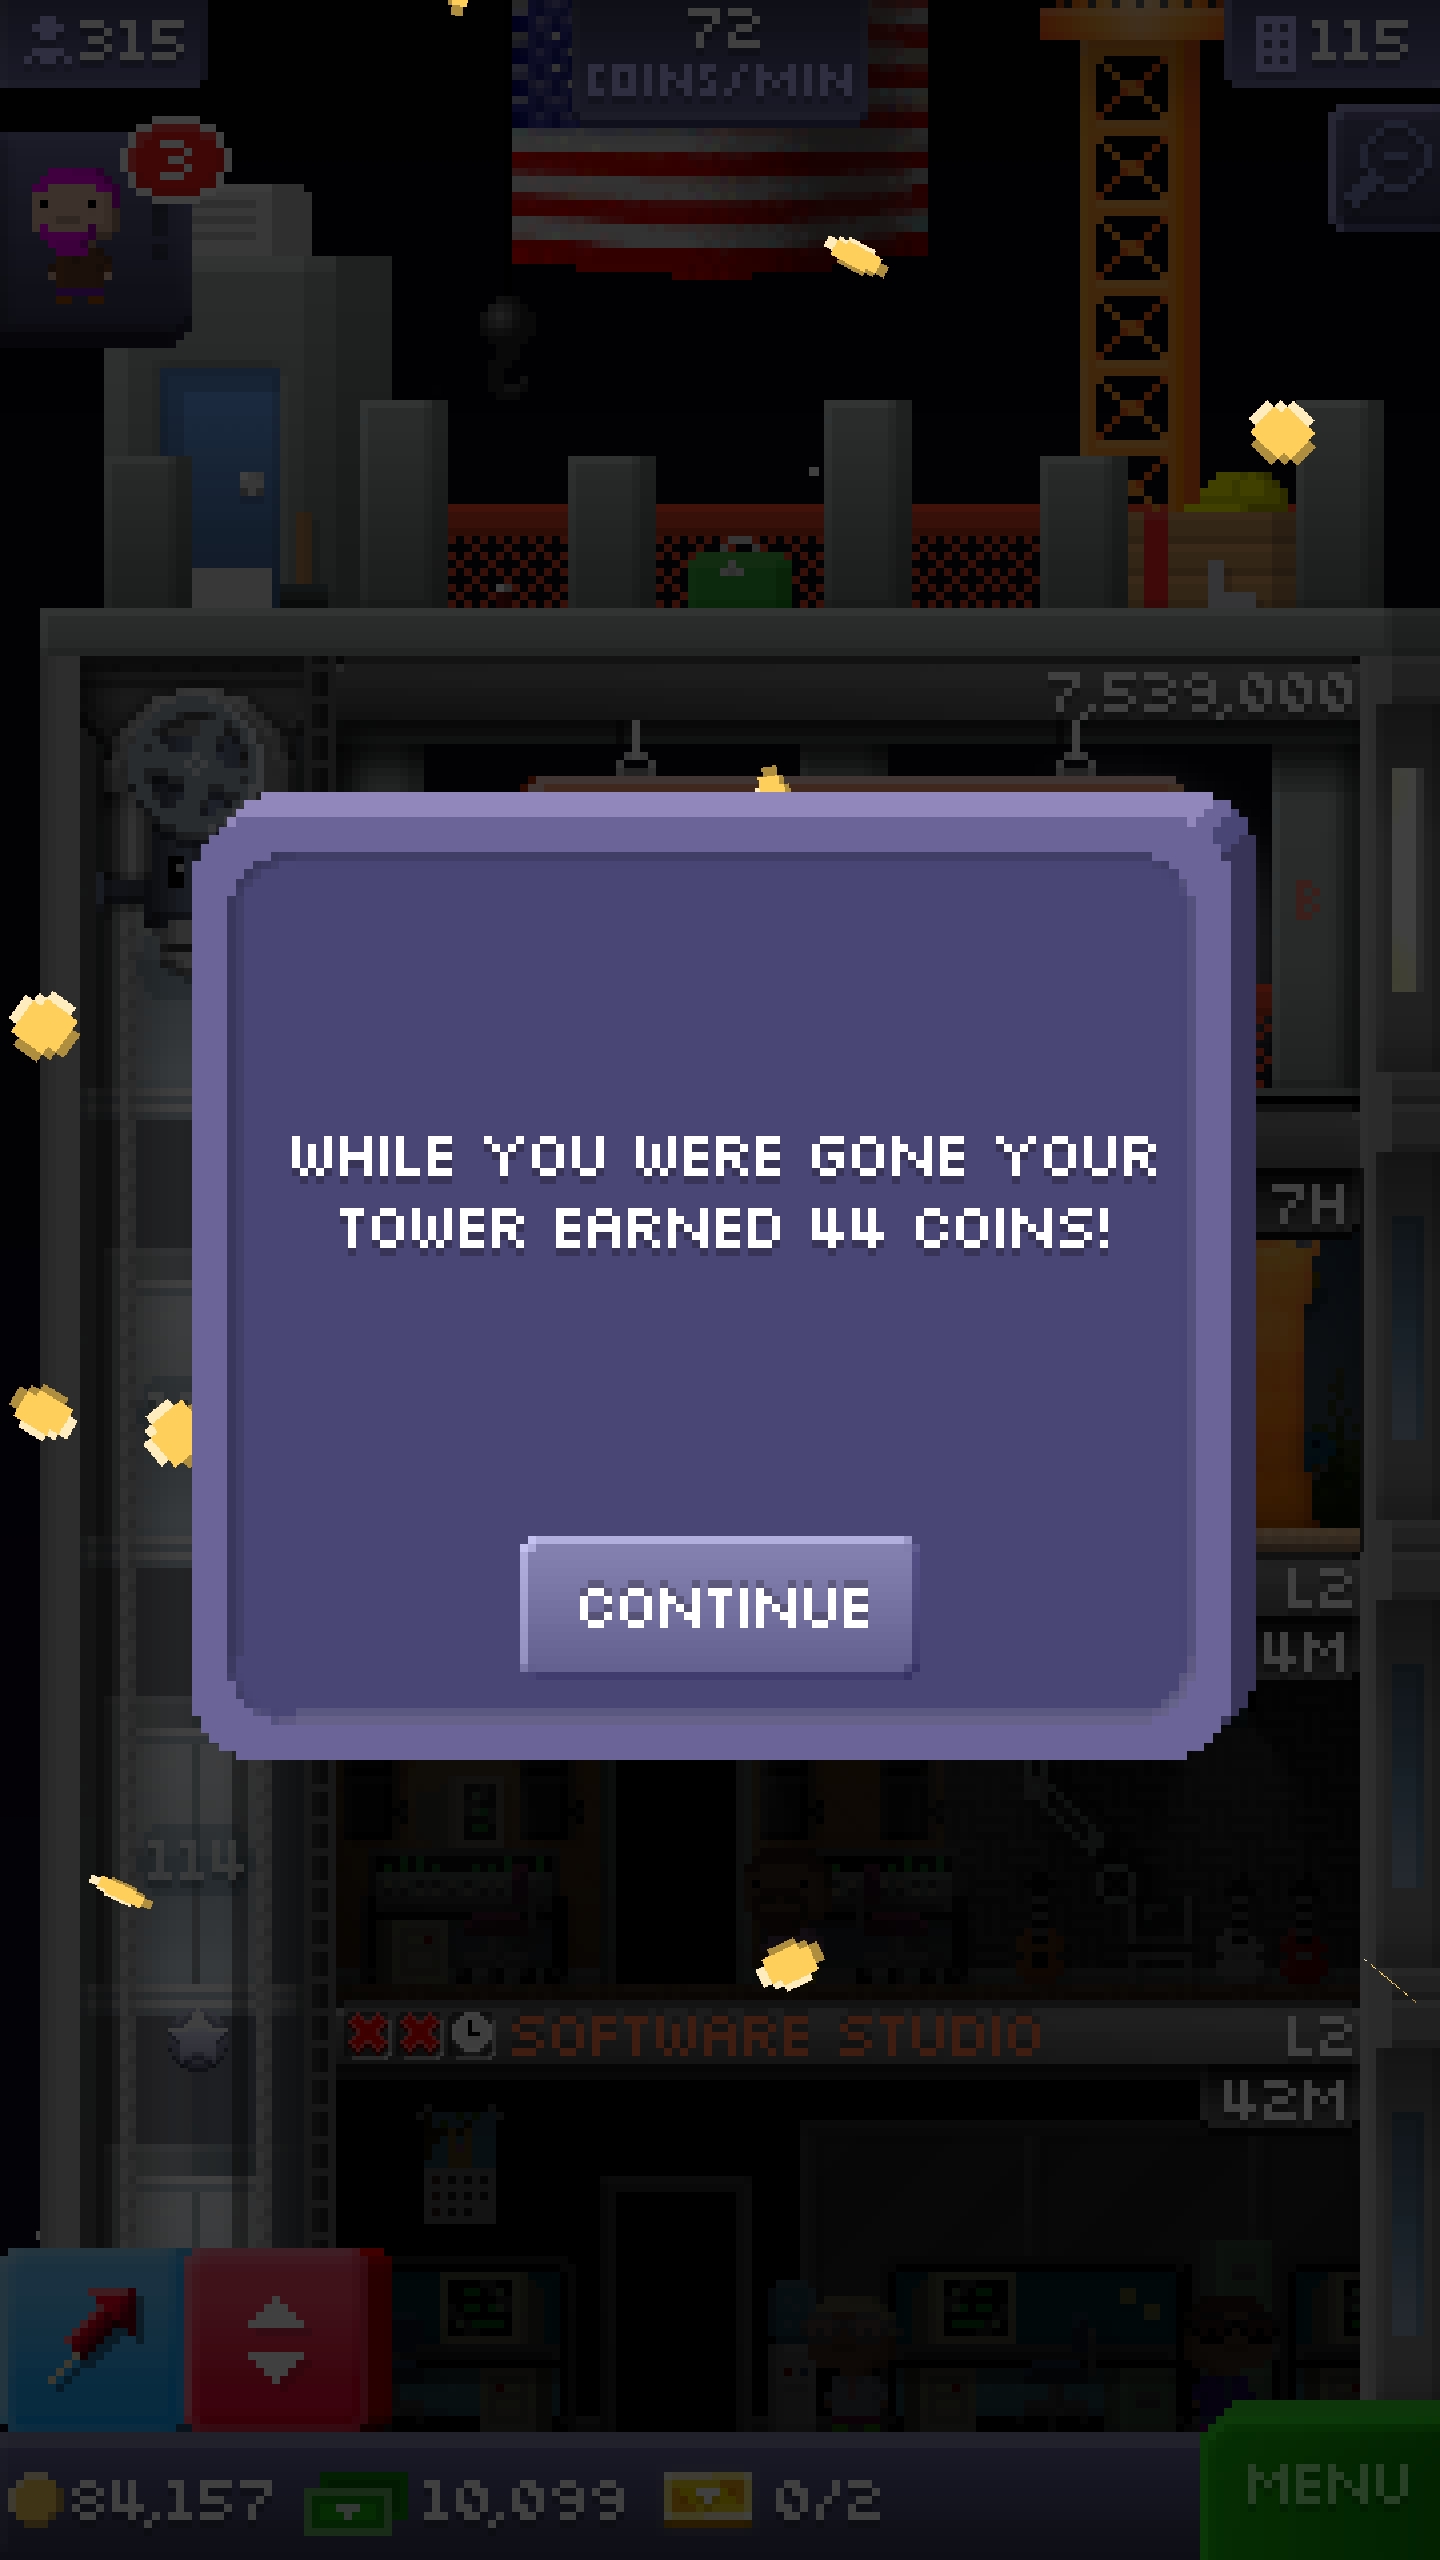 315
72
COINS/MIN
115
3
7,539,000
B
7H
WHILE YOU WERE GONE YOUR
TOWER EARNED 44 COINS!
CONTINUE
L2
4M
114
SOFTWARE STUDIO
L2
42M
84,157
10,099
0/2
MENU